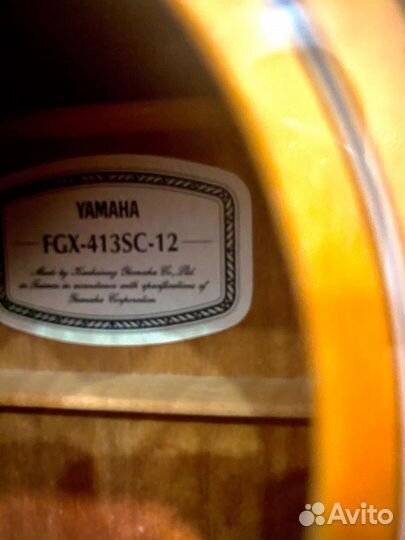 YAMAHA
FGX-413SC-12
Made by Kaohsiung Yamaha Co., Ltd.
in Taiwan in accordance with specifications of
Yamaha Corporation
Avito